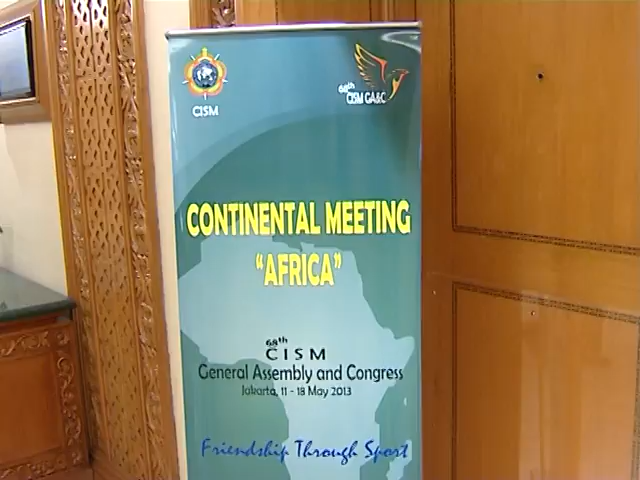 CISM
68th
CISM GA&C
CONTINENTAL MEETING
"AFRICA"
68th
CISM
General Assembly and Congress
Jakarta, 11 - 18 May 2013
Friendship Through Sport